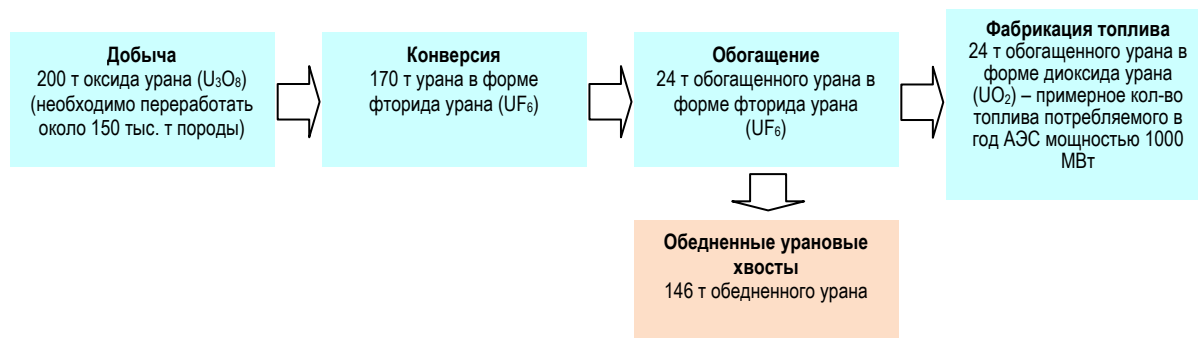 Добыча
200 т оксида урана (U₃O₈)
(необходимо переработать
около 150 тыс. т породы)
Конверсия
170 т урана в форме
фторида урана (UF₆)
Обогащение
24 т обогащенного урана в
форме фторида урана
(UF₆)
Фабрикация топлива
24 т обогащенного урана в
форме диоксида урана
(UO₂) – примерное кол-во
топлива потребляемого в
год АЭС мощностью 1000
МВт
Обедненные урановые
хвосты
146 т обедненного урана